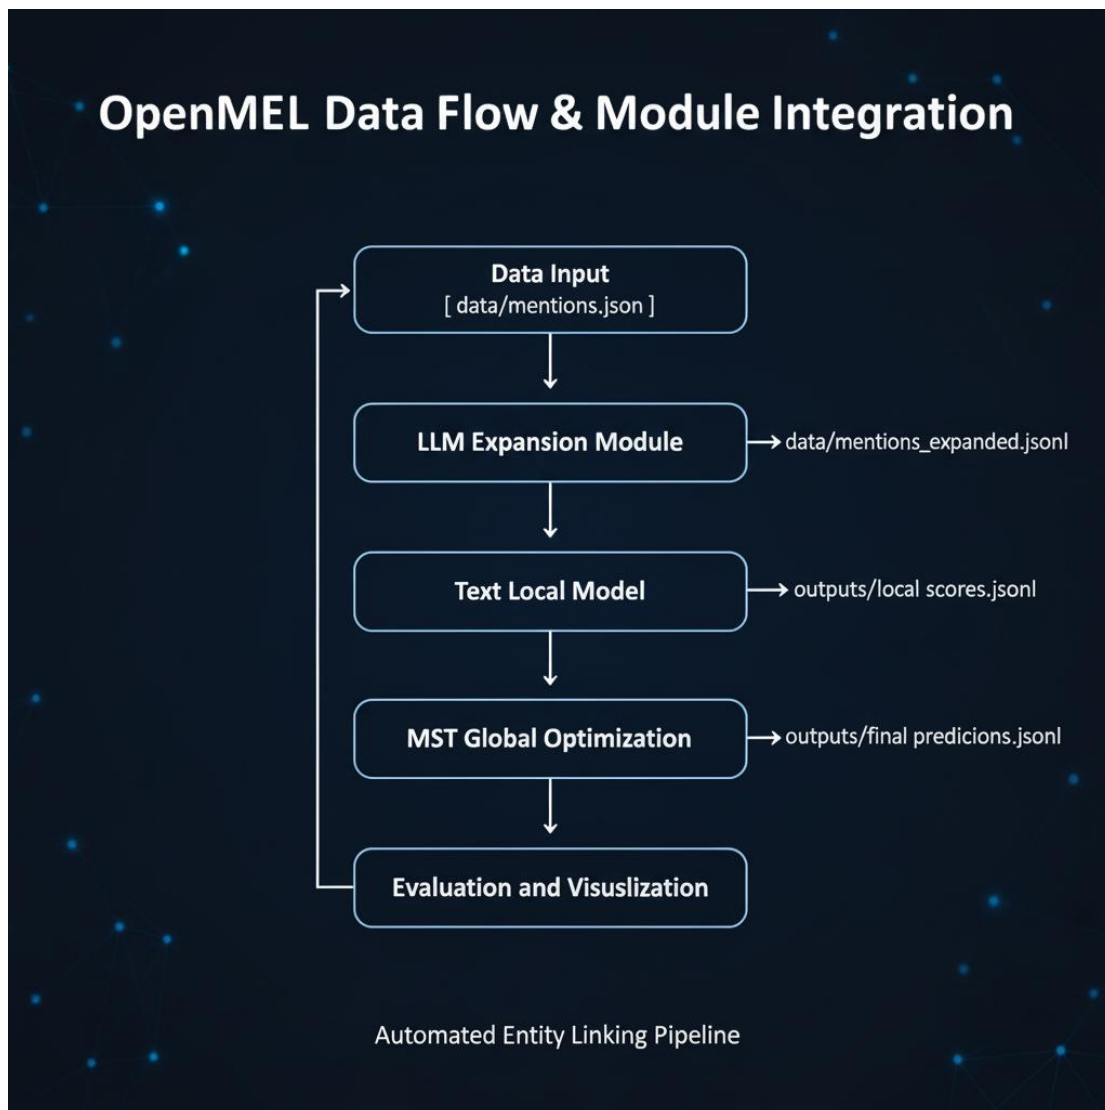 OpenMEL Data Flow & Module Integration
Data Input
[ data/mentions.json ]
LLM Expansion Module
data/mentions_expanded.jsonl
Text Local Model
outputs/local scores.jsonl
MST Global Optimization
outputs/final predicions.jsonl
Evaluation and Visuslization
Automated Entity Linking Pipeline